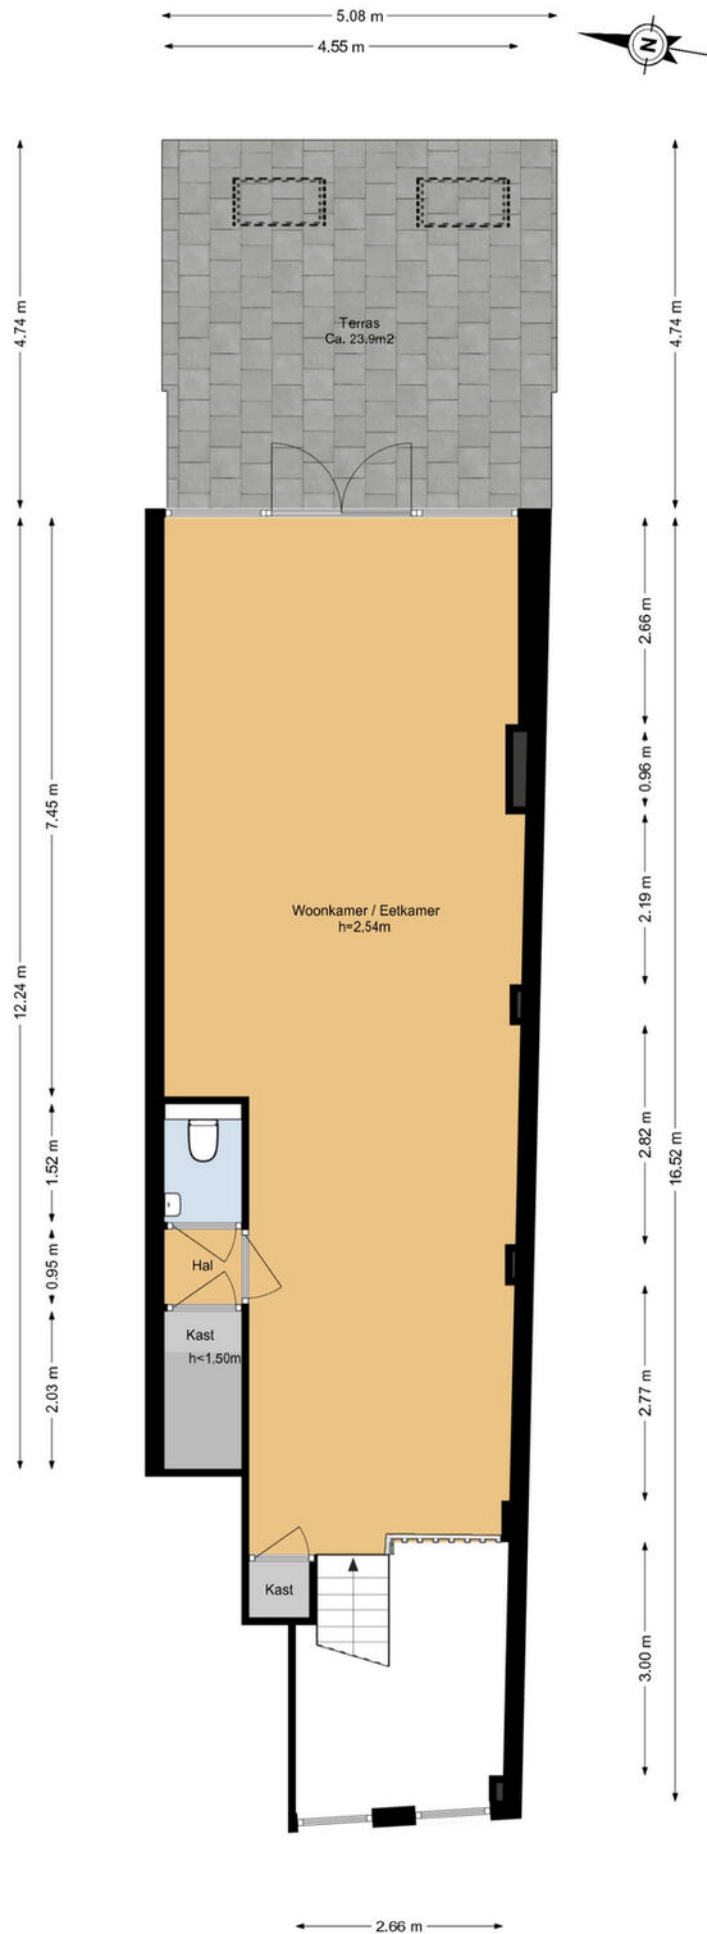 5.08 m
4.55 m
N
4.74 m
4.74 m
Terras
Ca. 23.9m2
2.66 m
0.96 m
7.45 m
2.19 m
Woonkamer / Eetkamer
h=2.54m
12.24 m
2.82 m
16.52 m
1.52 m
0.95 m
Hal
Kast
h<1.50m
2.03 m
2.77 m
Kast
3.00 m
2.66 m